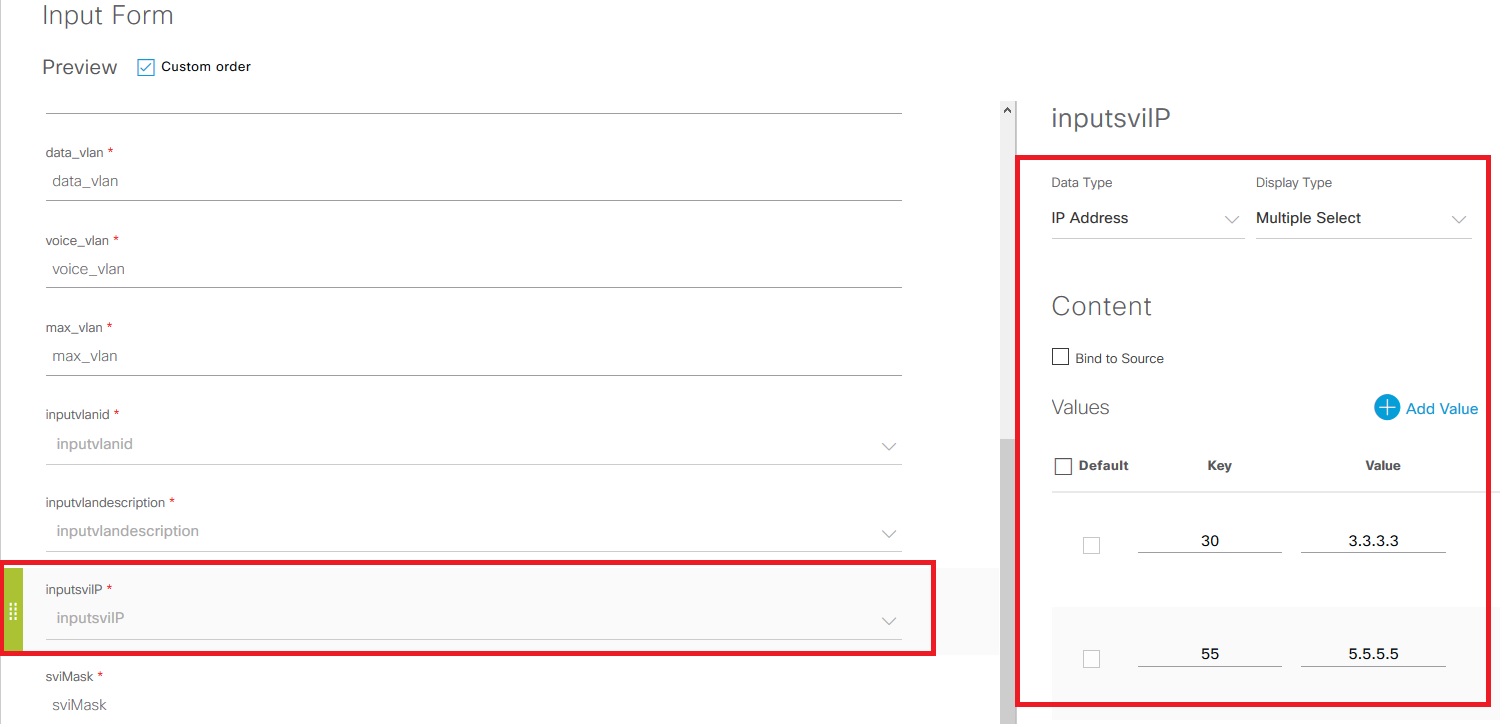 Input Form
Preview Custom order
data_vlan *
data_vlan
voice_vlan *
voice_vlan
max_vlan *
max_vlan
inputvlanid *
inputvlanid
inputvlandescription *
inputvlandescription
inputsviIP *
inputsviIP
sviMask *
sviMask
inputsviIP
Data Type Display Type
IP Address Multiple Select
Content
Bind to Source
Values Add Value
Default Key Value
30 3.3.3.3
55 5.5.5.5